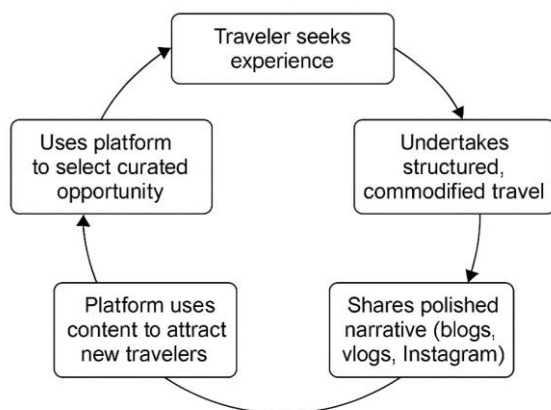 Traveler seeks
experience
Undertakes
structured,
commodified travel
Shares polished
narrative (blogs,
vlogs, Instagram)
Platform uses
content to attract
new travelers
Uses platform
to select curated
opportunity